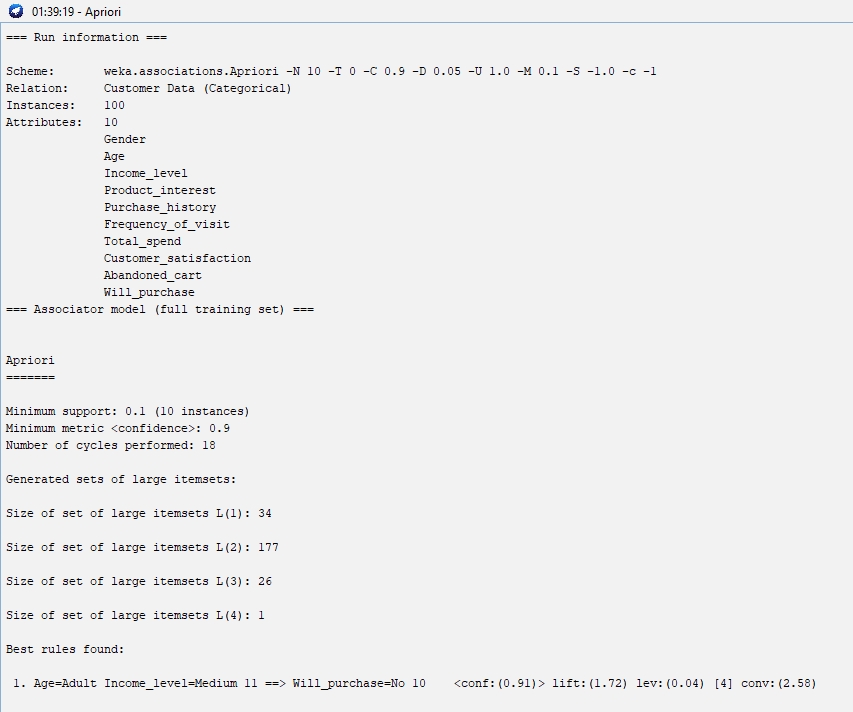 01:39:19 - Apriori
=== Run information ===
Scheme: weka.associations.Apriori -N 10 -T 0 -C 0.9 -D 0.05 -U 1.0 -M 0.1 -S -1.0 -c -1
Relation: Customer Data (Categorical)
Instances: 100
Attributes: 10
Gender
Age
Income_level
Product_interest
Purchase_history
Frequency_of_visit
Total_spend
Customer_satisfaction
Abandoned_cart
Will_purchase
=== Associator model (full training set) ===
Apriori
=======
Minimum support: 0.1 (10 instances)
Minimum metric <confidence>: 0.9
Number of cycles performed: 18
Generated sets of large itemsets:
Size of set of large itemsets L(1): 34
Size of set of large itemsets L(2): 177
Size of set of large itemsets L(3): 26
Size of set of large itemsets L(4): 1
Best rules found:
1. Age=Adult Income_level=Medium 11 ==> Will_purchase=No 10 <conf:(0.91)> lift:(1.72) lev:(0.04) [4] conv:(2.58)